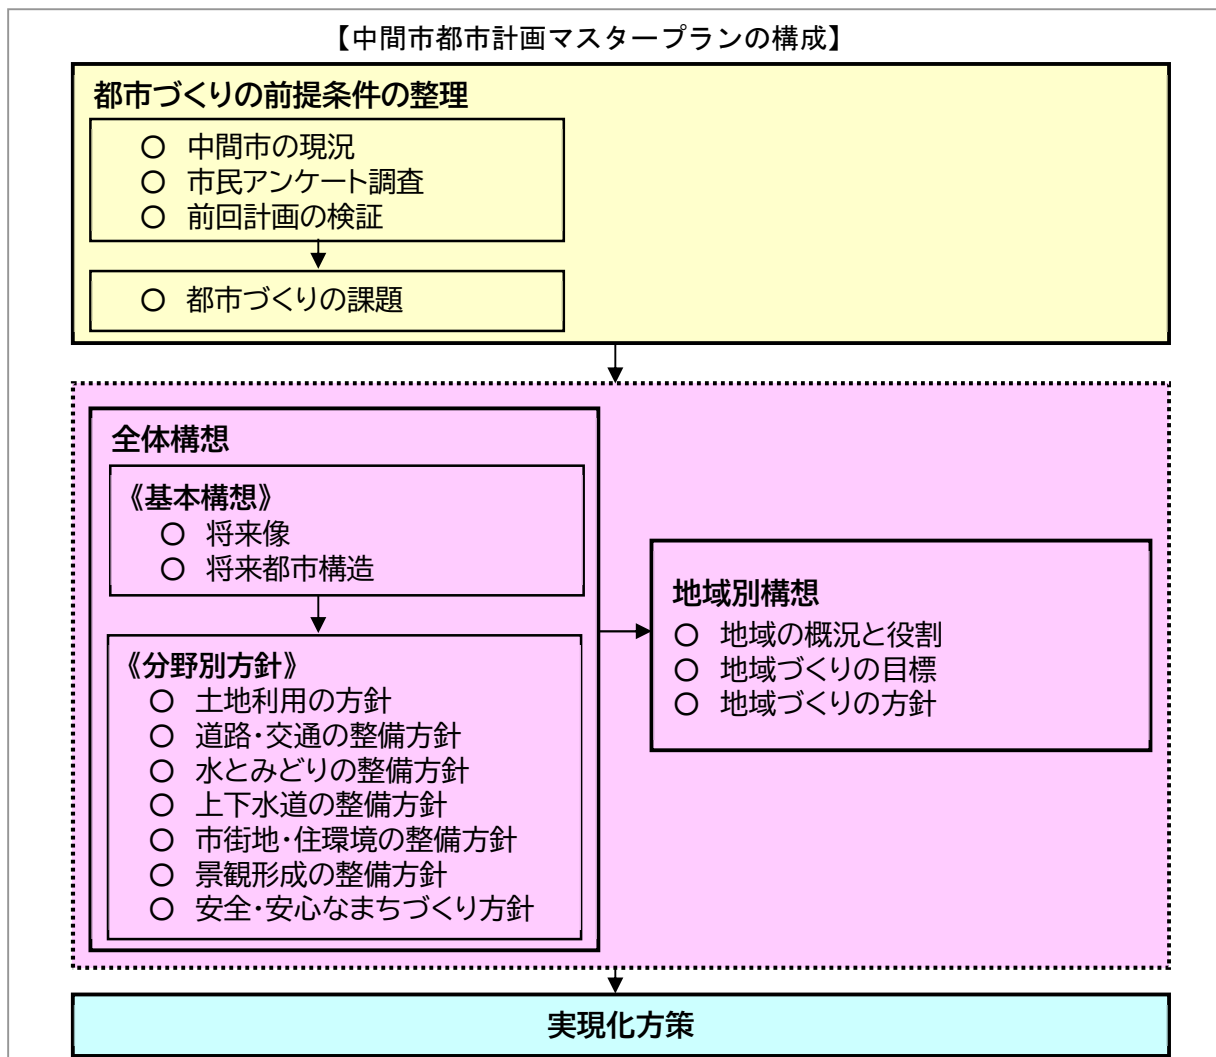 【中間市都市計画マスタープランの構成】
都市づくりの前提条件の整理
○ 中間市の現況
○ 市民アンケート調査
○ 前回計画の検証
○ 都市づくりの課題
全体構想
《基本構想》
○ 将来像
○ 将来都市構造
《分野別方針》
○ 土地利用の方針
○ 道路・交通の整備方針
○ 水とみどりの整備方針
○ 上下水道の整備方針
○ 市街地・住環境の整備方針
○ 景観形成の整備方針
○ 安全・安心なまちづくり方針
地域別構想
○ 地域の概況と役割
○ 地域づくりの目標
○ 地域づくりの方針
実現化方策